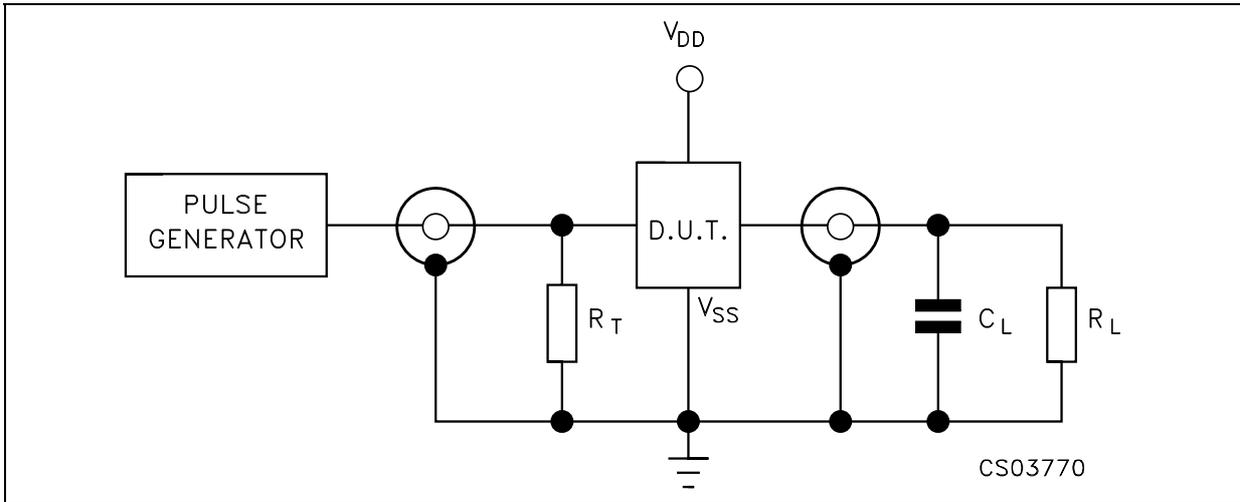 VDD
PULSE
GENERATOR
D.U.T.
VSS
RT
CL
RL
CS03770